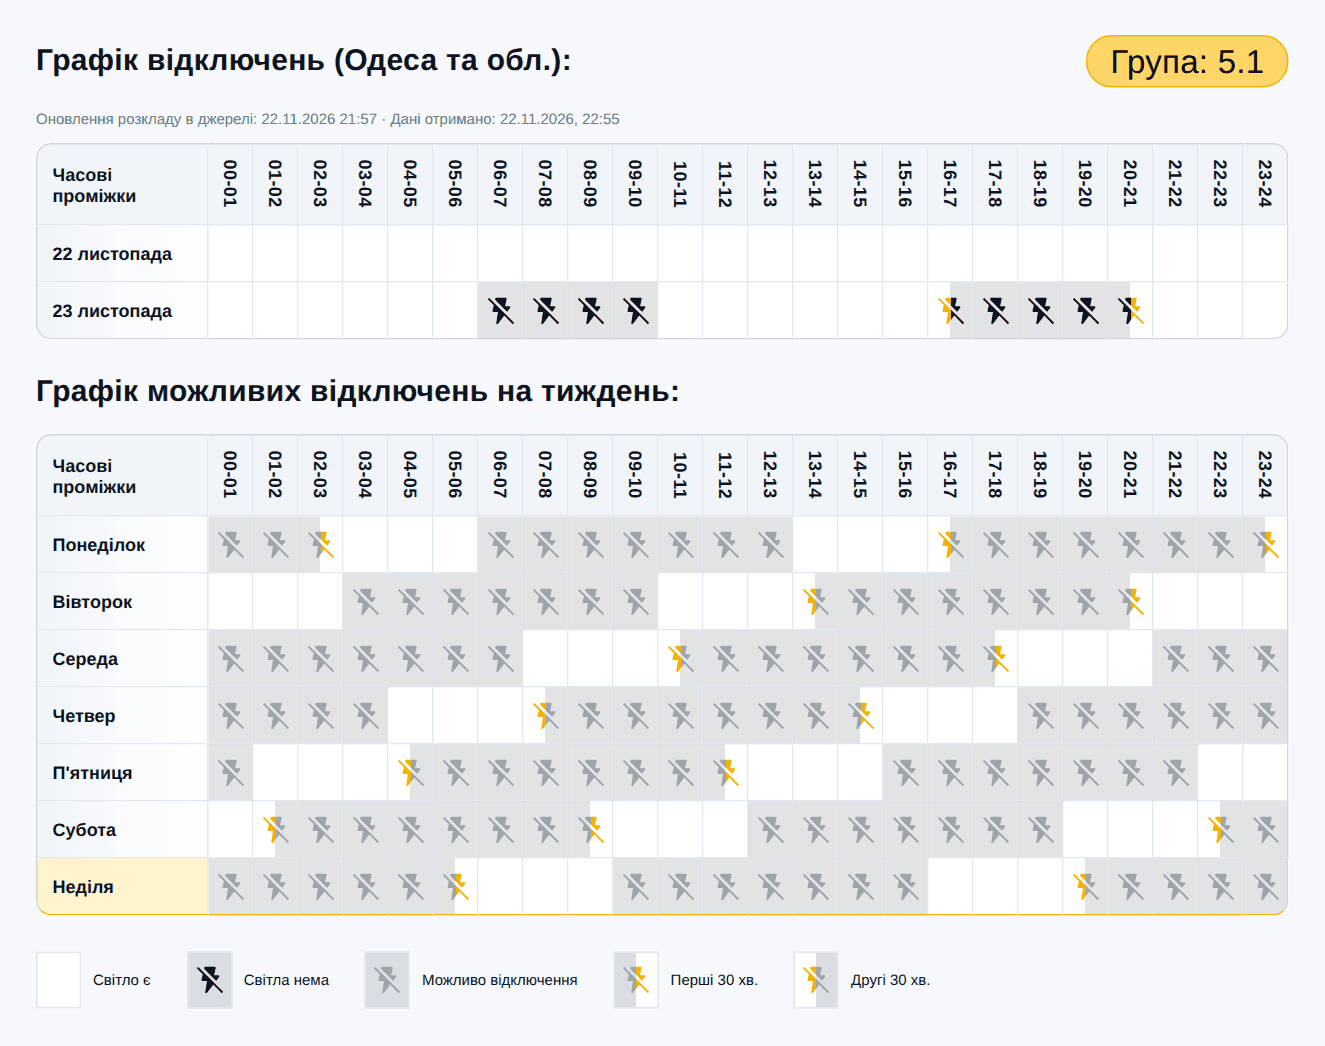 Графік відключень (Одеса та обл.):
Група: 5.1
Оновлення розкладу в джерелі: 22.11.2026 21:57 · Дані отримано: 22.11.2026, 22:55
Часові проміжки 00-01 01-02 02-03 03-04 04-05 05-06 06-07 07-08 08-09 09-10 10-11 11-12 12-13 13-14 14-15 15-16 16-17 17-18 18-19 19-20 20-21 21-22 22-23 23-24
22 листопада
23 листопада
Графік можливих відключень на тиждень:
Часові проміжки 00-01 01-02 02-03 03-04 04-05 05-06 06-07 07-08 08-09 09-10 10-11 11-12 12-13 13-14 14-15 15-16 16-17 17-18 18-19 19-20 20-21 21-22 22-23 23-24
Понеділок
Вівторок
Середа
Четвер
П'ятниця
Субота
Неділя
Світло є Світла нема Можливо відключення Перші 30 хв. Другі 30 хв.